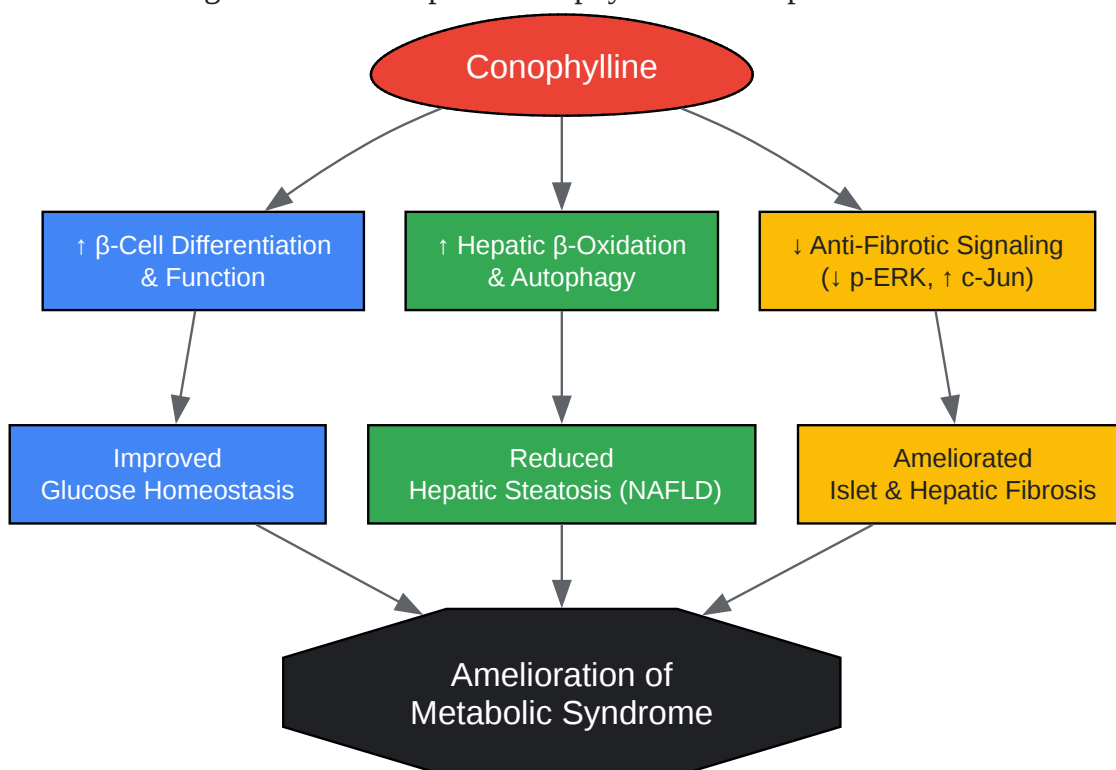 Conophylline
↑ β-Cell Differentiation
& Function
↑ Hepatic β-Oxidation
& Autophagy
↓ Anti-Fibrotic Signaling
(↓ p-ERK, ↑ c-Jun)
Improved
Glucose Homeostasis
Reduced
Hepatic Steatosis (NAFLD)
Ameliorated
Islet & Hepatic Fibrosis
Amelioration of
Metabolic Syndrome